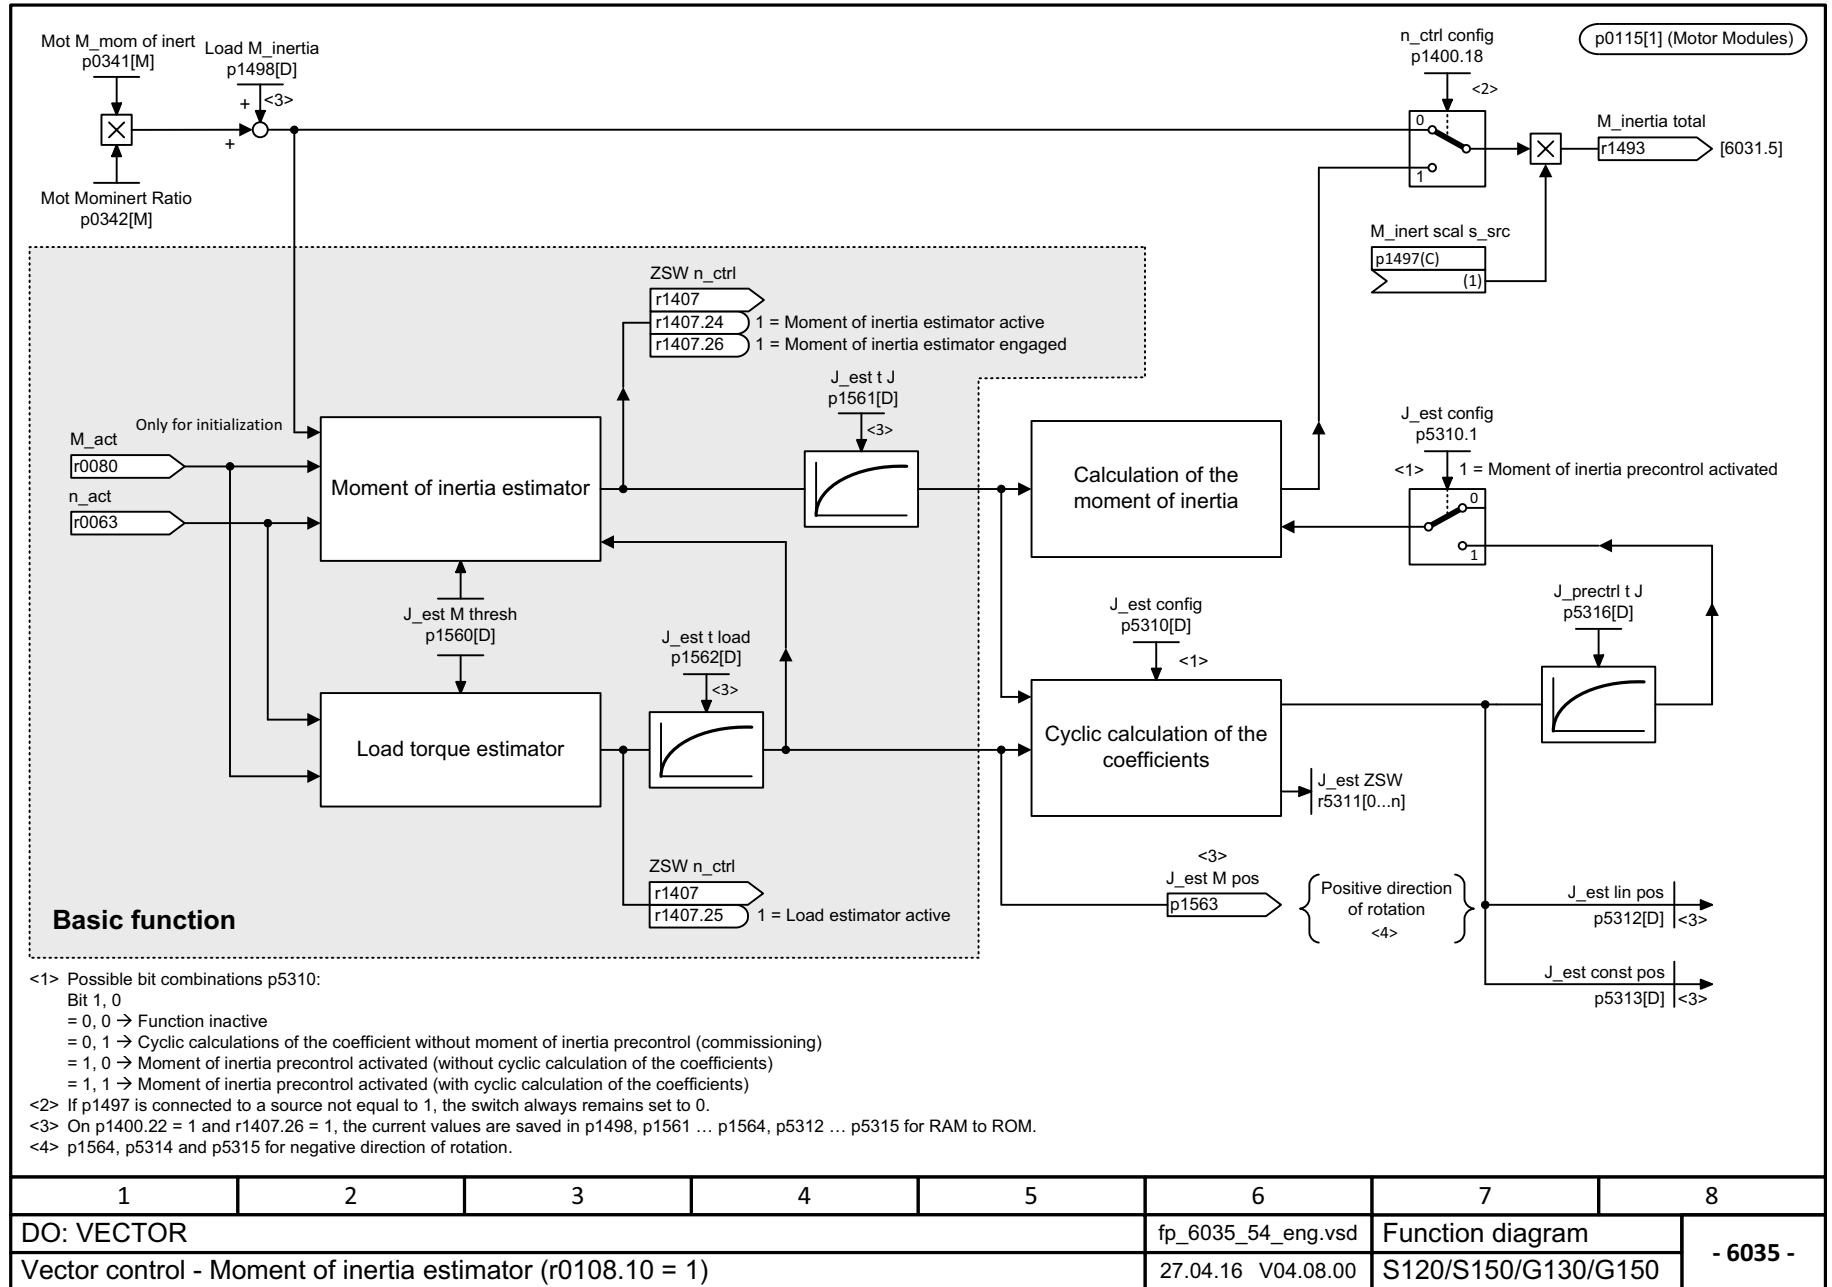 Mot M_mom of inert
p0341[M]
Load M_inertia
p1498[D]
<3>
+
+
Mot Mominert Ratio
p0342[M]
n_ctrl config
p1400.18
<2>
0
1
p0115[1] (Motor Modules)
M_inertia total
r1493
[6031.5]
M_inert scal s_src
p1497(C)
(1)
ZSW n_ctrl
r1407
r1407.24
1 = Moment of inertia estimator active
r1407.26
1 = Moment of inertia estimator engaged
J_est t J
p1561[D]
<3>
Only for initialization
M_act
r0080
n_act
r0063
Moment of inertia estimator
Calculation of the
moment of inertia
J_est config
p5310.1
<1>
1 = Moment of inertia precontrol activated
0
1
J_est M thresh
p1560[D]
J_est t load
p1562[D]
<3>
J_est config
p5310[D]
<1>
J_prectrl t J
p5316[D]
Load torque estimator
Cyclic calculation of the
coefficients
J_est ZSW
r5311[0...n]
ZSW n_ctrl
r1407
r1407.25
1 = Load estimator active
Basic function
<3>
J_est M pos
p1563
Positive direction
of rotation
<4>
J_est lin pos
p5312[D]
<3>
J_est const pos
p5313[D]
<3>
<1> Possible bit combinations p5310:
Bit 1, 0
= 0, 0 → Function inactive
= 0, 1 → Cyclic calculations of the coefficient without moment of inertia precontrol (commissioning)
= 1, 0 → Moment of inertia precontrol activated (without cyclic calculation of the coefficients)
= 1, 1 → Moment of inertia precontrol activated (with cyclic calculation of the coefficients)
<2> If p1497 is connected to a source not equal to 1, the switch always remains set to 0.
<3> On p1400.22 = 1 and r1407.26 = 1, the current values are saved in p1498, p1561 … p1564, p5312 … p5315 for RAM to ROM.
<4> p1564, p5314 and p5315 for negative direction of rotation.
1 2 3 4 5 6 7 8
DO: VECTOR
fp_6035_54_eng.vsd
Function diagram
- 6035 -
Vector control - Moment of inertia estimator (r0108.10 = 1)
27.04.16 V04.08.00
S120/S150/G130/G150